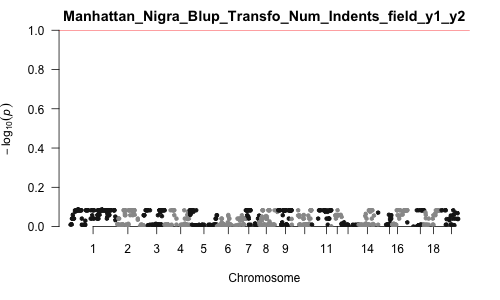 Manhattan_Nigra_Blup_Transfo_Num_Indents_field_y1_y2
1.0
0.8
0.6
0.4
0.2
0.0
− log10(p)
1 2 3 4 5 6 7 8 9 11 14 16 18
Chromosome